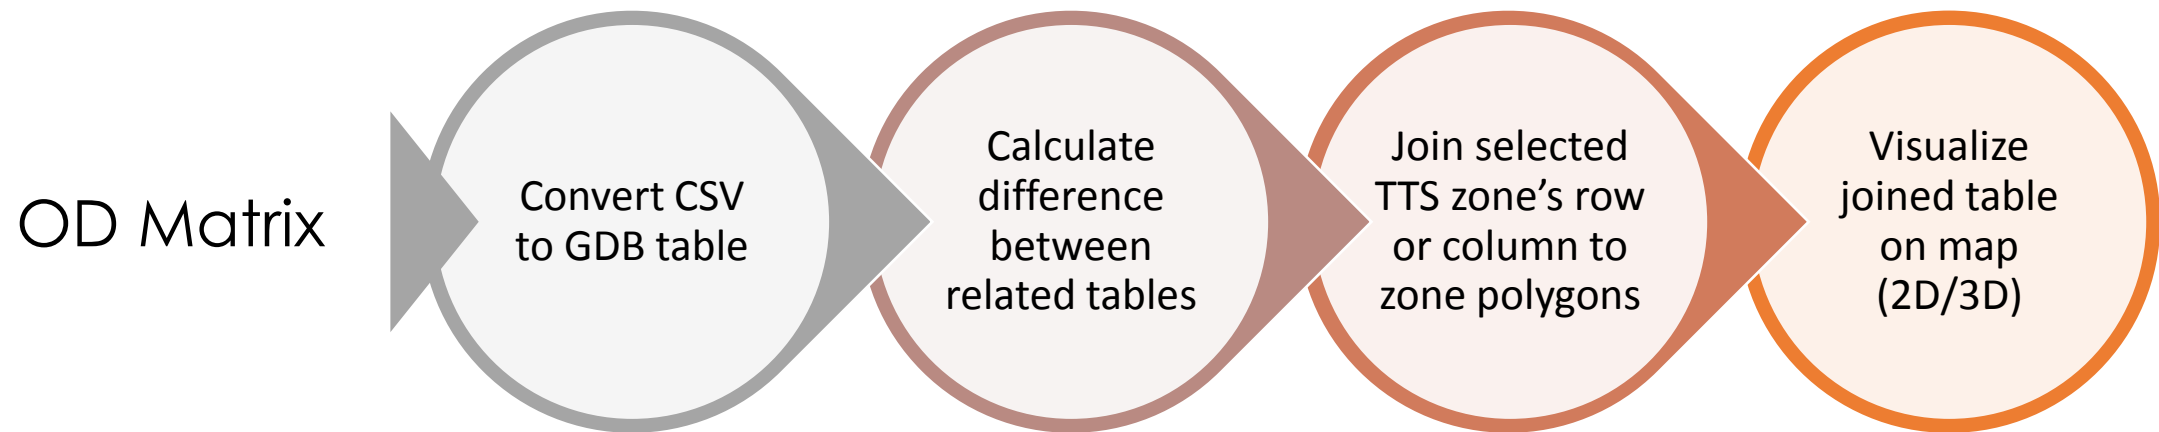 OD Matrix
Convert CSV
to GDB table
Calculate
difference
between
related tables
Join selected
TTS zone’s row
or column to
zone polygons
Visualize
joined table
on map
(2D/3D)